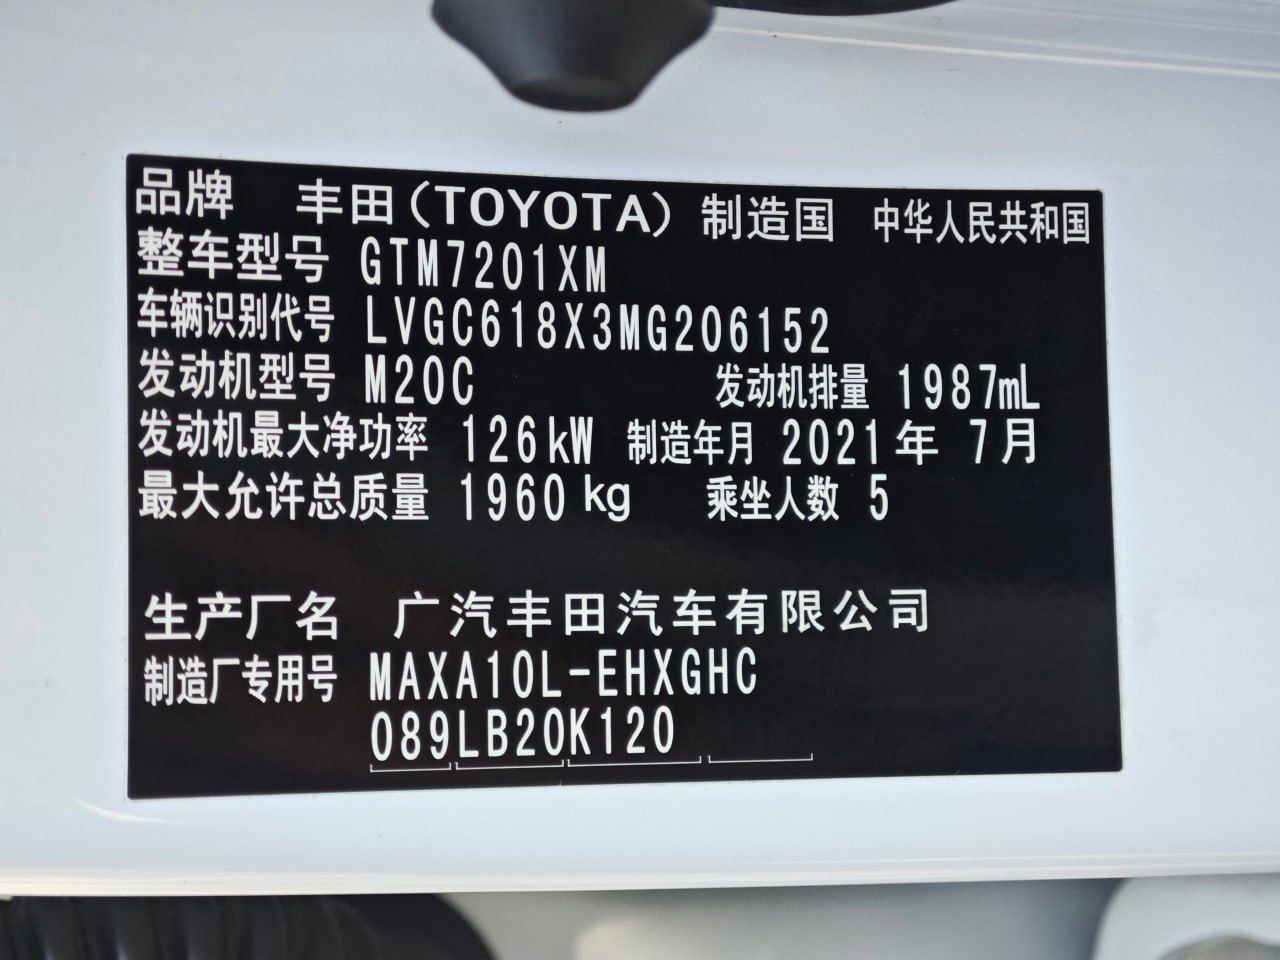 品牌 丰田(TOYOTA) 制造国 中华人民共和国
整车型号 GTM7201XM
车辆识别代号 LVGC618X3MG206152
发动机型号 M20C 发动机排量 1987mL
发动机最大净功率 126kW 制造年月 2021年 7月
最大允许总质量 1960 kg 乘坐人数 5
生产厂名 广汽丰田汽车有限公司
制造厂专用号 MAXA10L-EHXGHC
089LB20K120